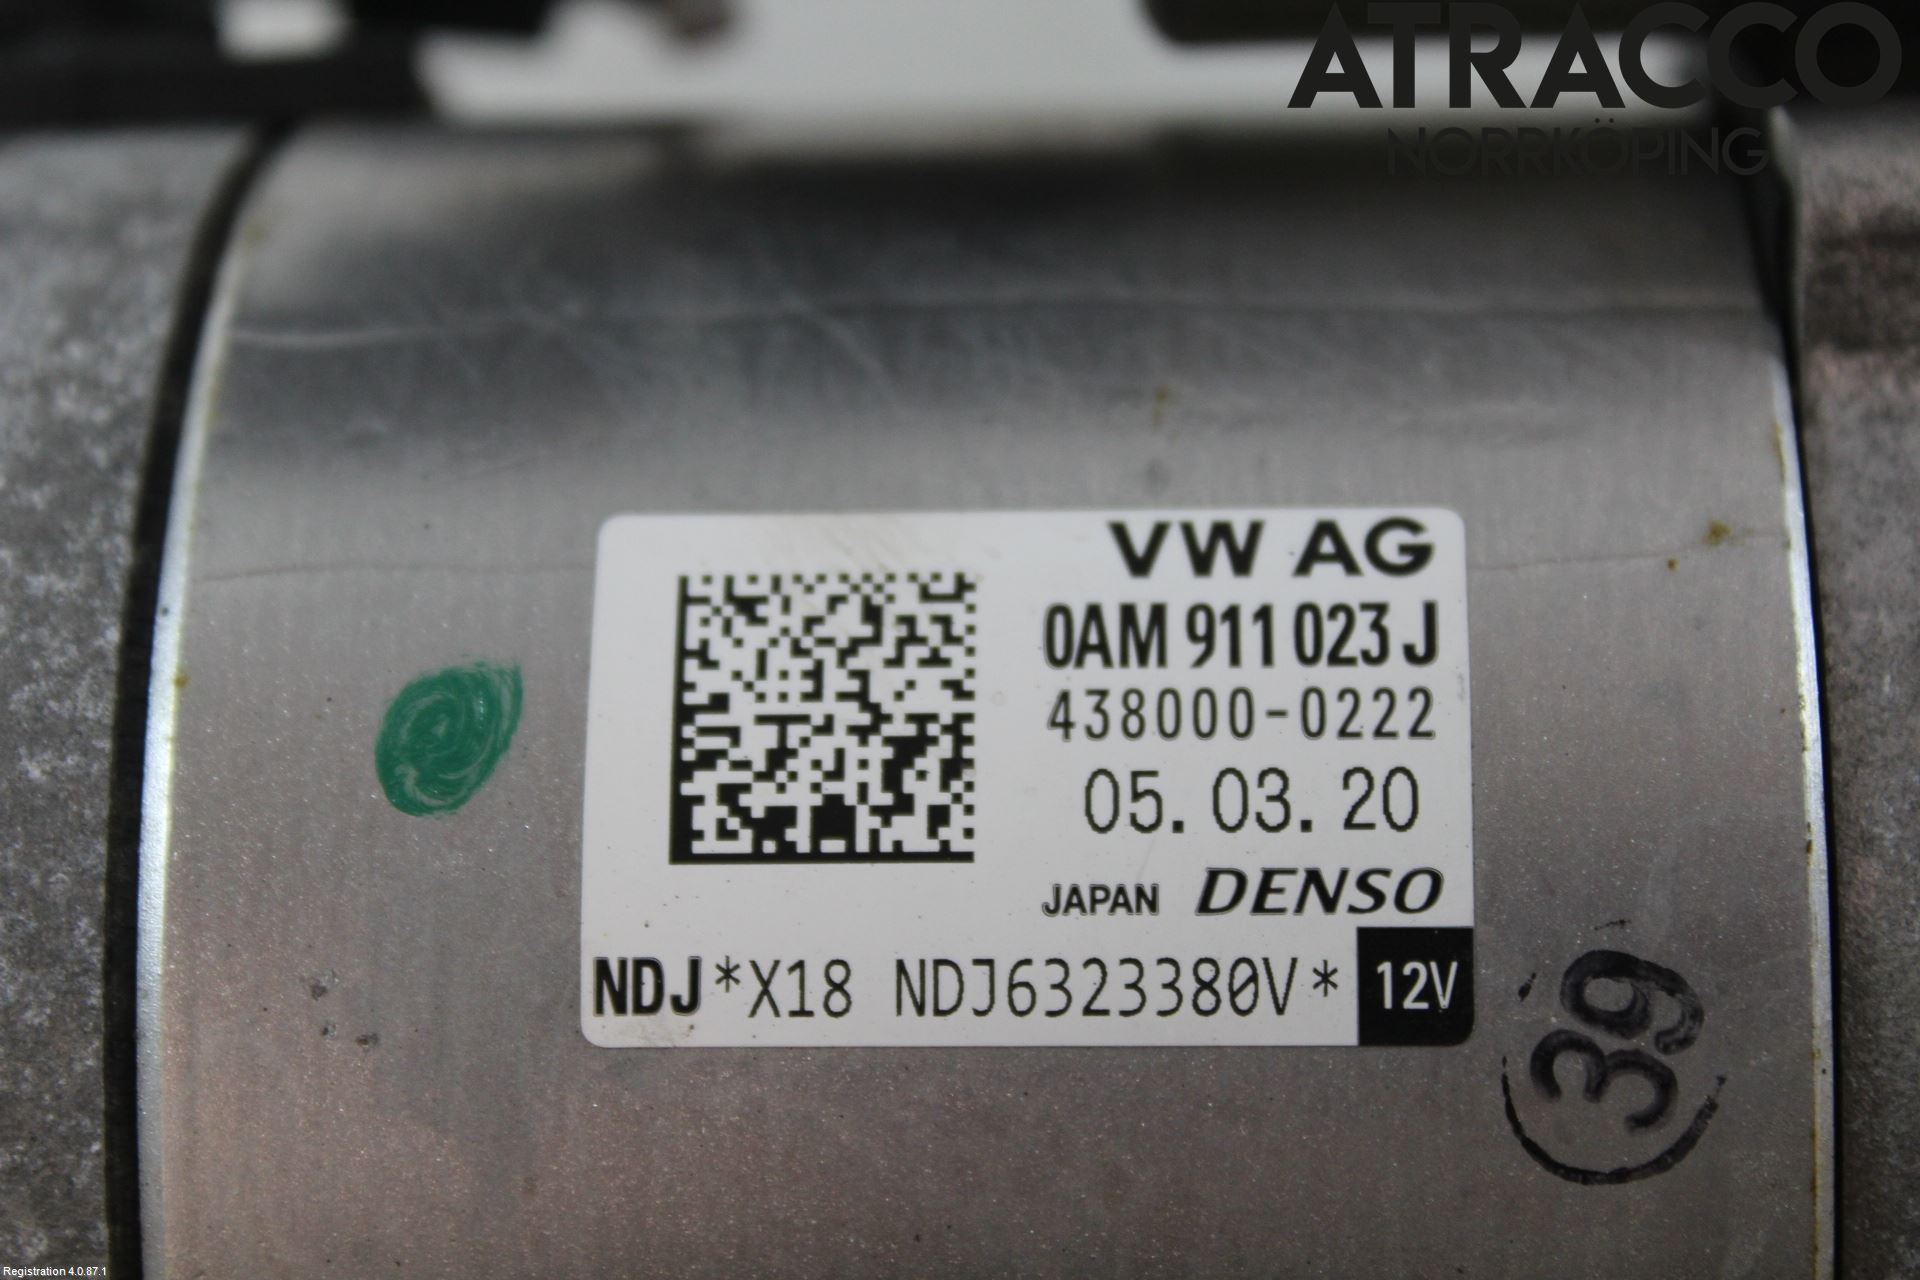 ATRACCO
NORRKÖPING
VW AG
0AM 911 023 J
438000-0222
05. 03. 20
JAPAN DENSO
NDJ*X18 NDJ6323380V* 12V
39
Registration 4.0.87.1